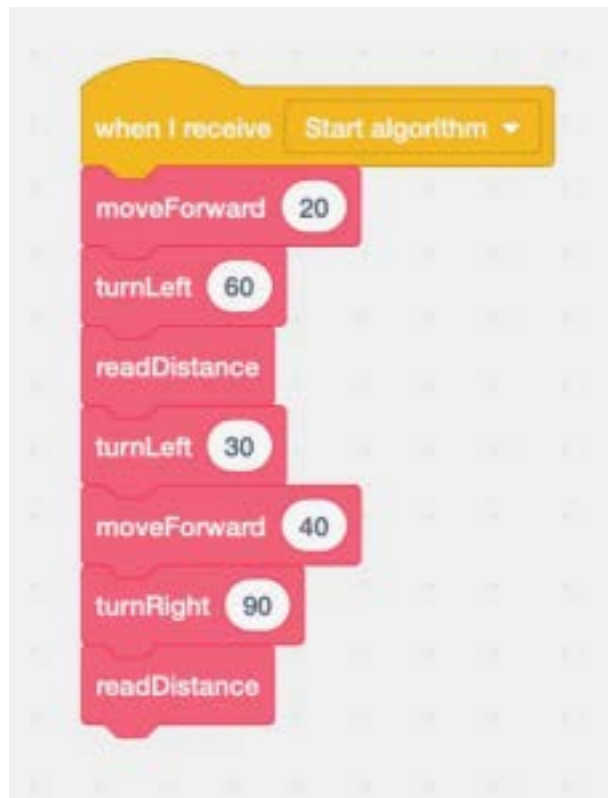 when I receive Start algorithm
moveForward 20
turnLeft 60
readDistance
turnLeft 30
moveForward 40
turnRight 90
readDistance